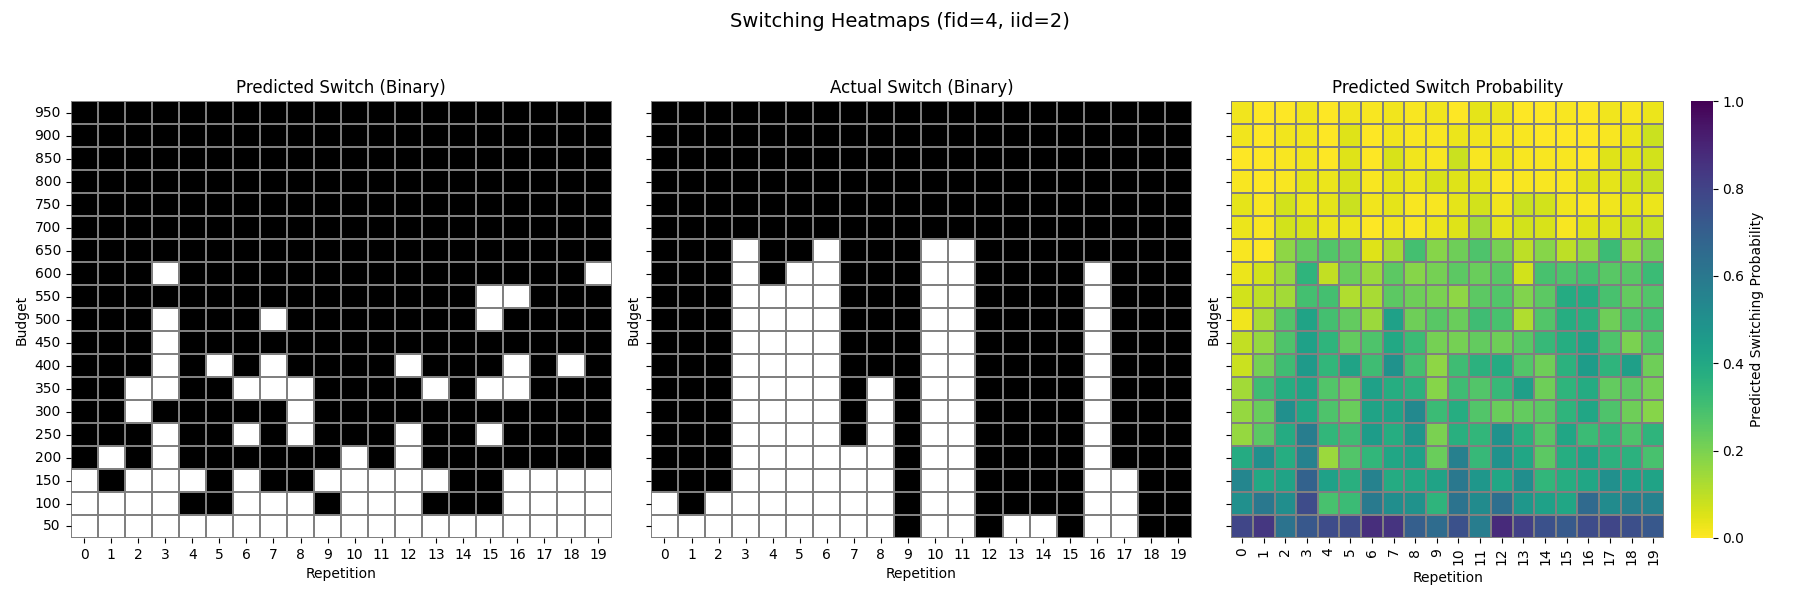 Switching Heatmaps (fid=4, iid=2)
Predicted Switch (Binary)
Budget
950
900
850
800
750
700
650
600
550
500
450
400
350
300
250
200
150
100
50
0 1 2 3 4 5 6 7 8 9 10 11 12 13 14 15 16 17 18 19
Repetition
Actual Switch (Binary)
Budget
0 1 2 3 4 5 6 7 8 9 10 11 12 13 14 15 16 17 18 19
Repetition
Predicted Switch Probability
Budget
0 1 2 3 4 5 6 7 8 9 10 11 12 13 14 15 16 17 18 19
Repetition
1.0
0.8
0.6
0.4
0.2
0.0
Predicted Switching Probability